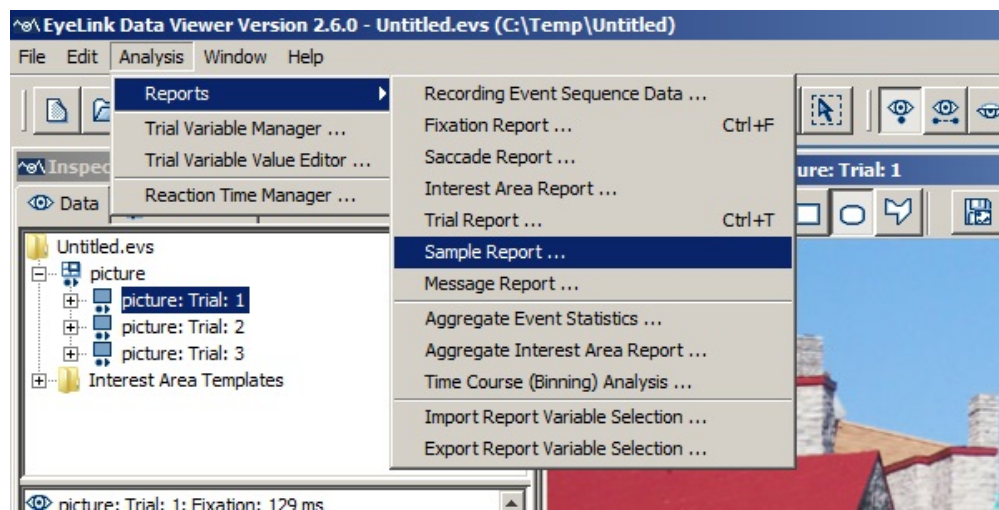 EyeLink Data Viewer Version 2.6.0 - Untitled.evs (C:\Temp\Untitled)
File Edit Analysis Window Help
Reports
Trial Variable Manager ...
Trial Variable Value Editor ...
Reaction Time Manager ...
Recording Event Sequence Data ...
Fixation Report ... Ctrl+F
Saccade Report ...
Interest Area Report ...
Trial Report ... Ctrl+T
Sample Report ...
Message Report ...
Aggregate Event Statistics ...
Aggregate Interest Area Report ...
Time Course (Binning) Analysis ...
Import Report Variable Selection ...
Export Report Variable Selection ...
Inspec
Data
Untitled.evs
picture
picture: Trial: 1
picture: Trial: 2
picture: Trial: 3
Interest Area Templates
ure: Trial: 1
picture: Trial: 1: Fixation: 129 ms